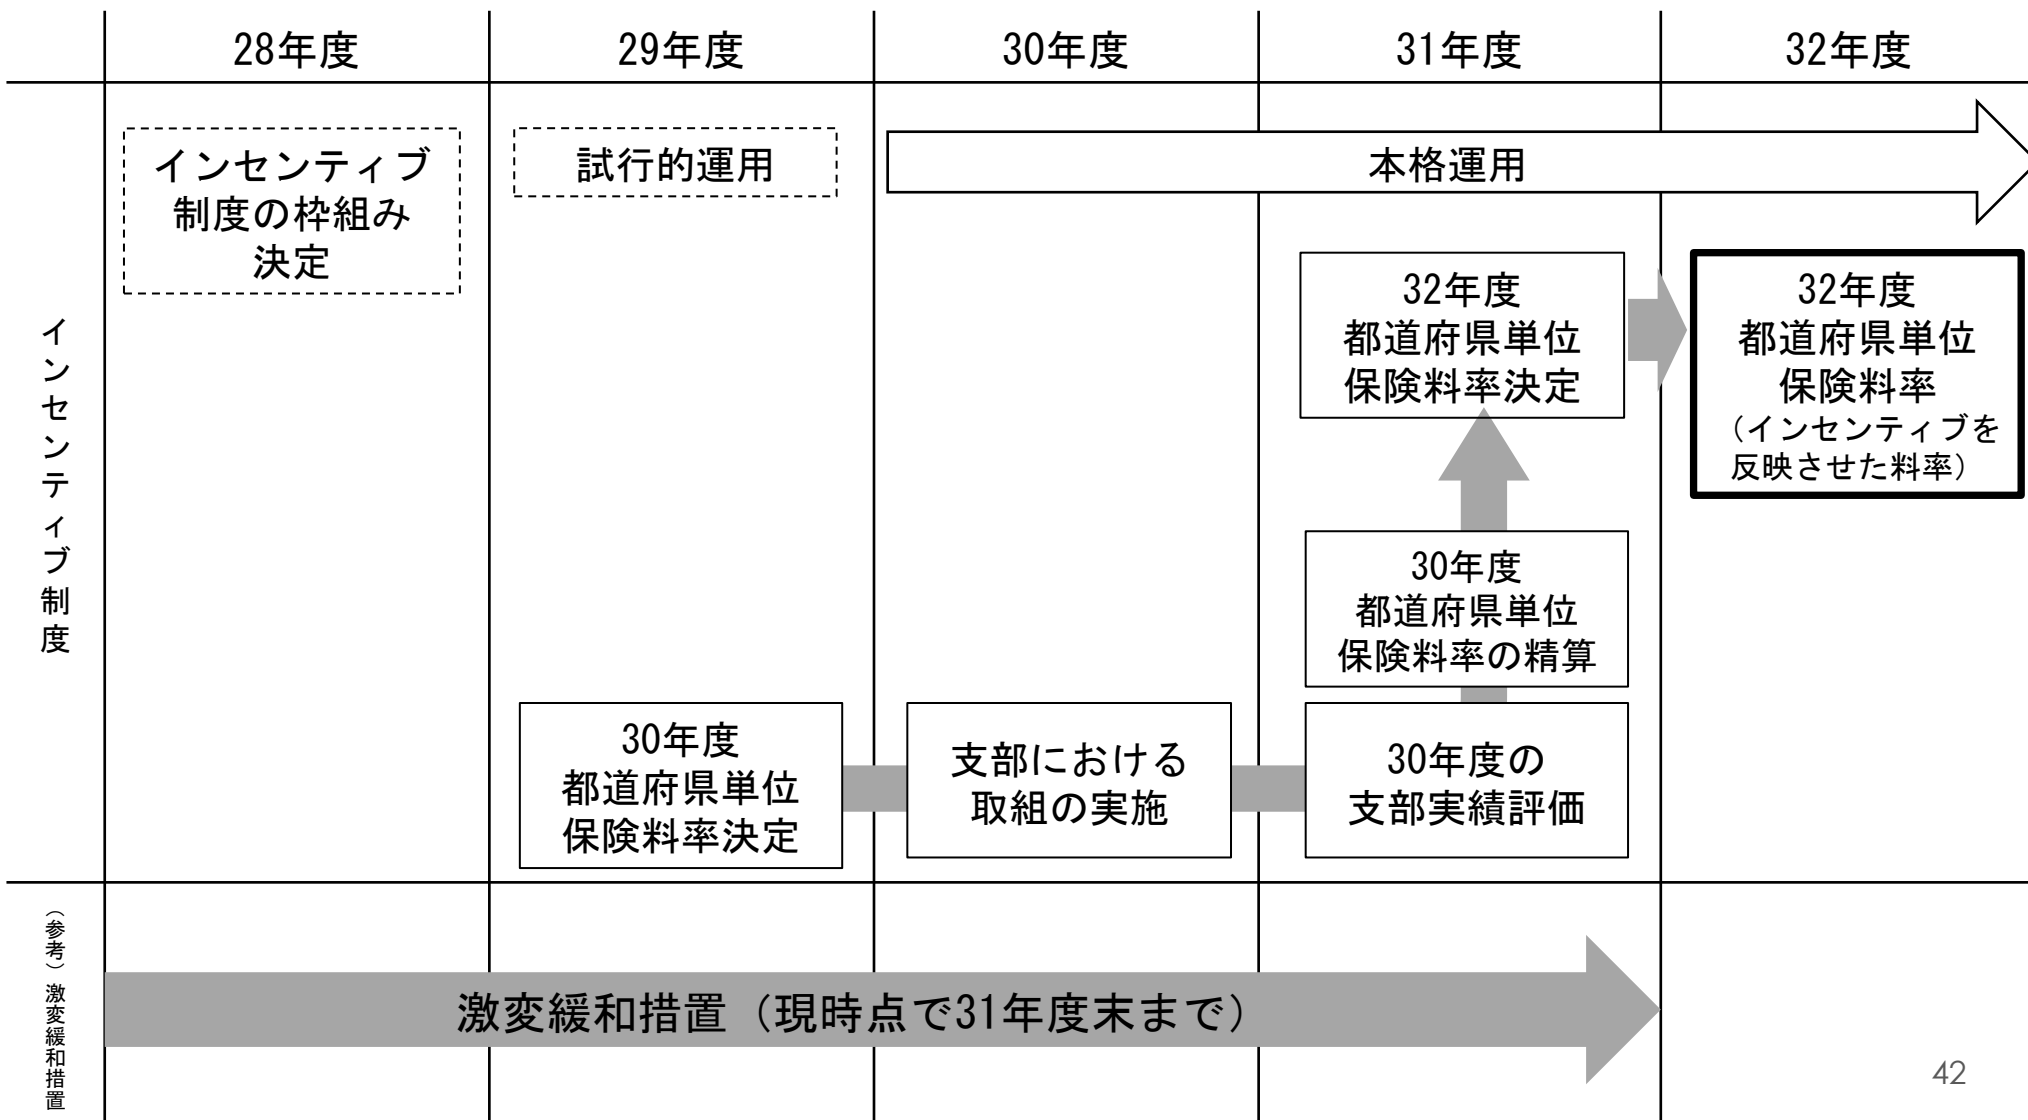 28年度
29年度
30年度
31年度
32年度
インセンティブ制度
インセンティブ
制度の枠組み
決定
試行的運用
本格運用
32年度
都道府県単位
保険料率決定
32年度
都道府県単位
保険料率
（インセンティブを
反映させた料率）
30年度
都道府県単位
保険料率の精算
30年度
都道府県単位
保険料率決定
支部における
取組の実施
30年度の
支部実績評価
（参考）激変緩和措置
激変緩和措置（現時点で31年度末まで）
42